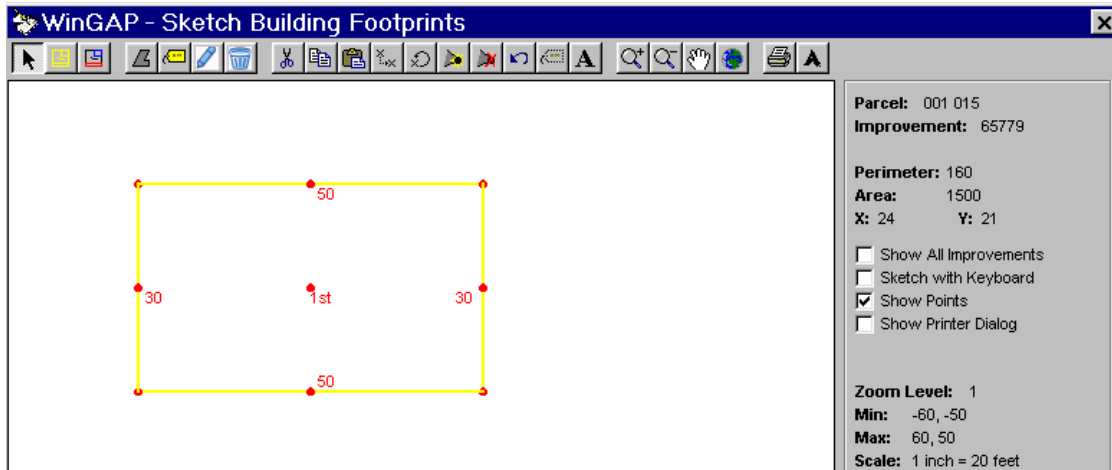 WinGAP - Sketch Building Footprints
A
Parcel: 001 015
Improvement: 65779
Perimeter: 160
Area: 1500
X: 24 Y: 21
Show All Improvements
Sketch with Keyboard
Show Points
Show Printer Dialog
50
30 1st 30
50
Zoom Level: 1
Min: -60, -50
Max: 60, 50
Scale: 1 inch = 20 feet